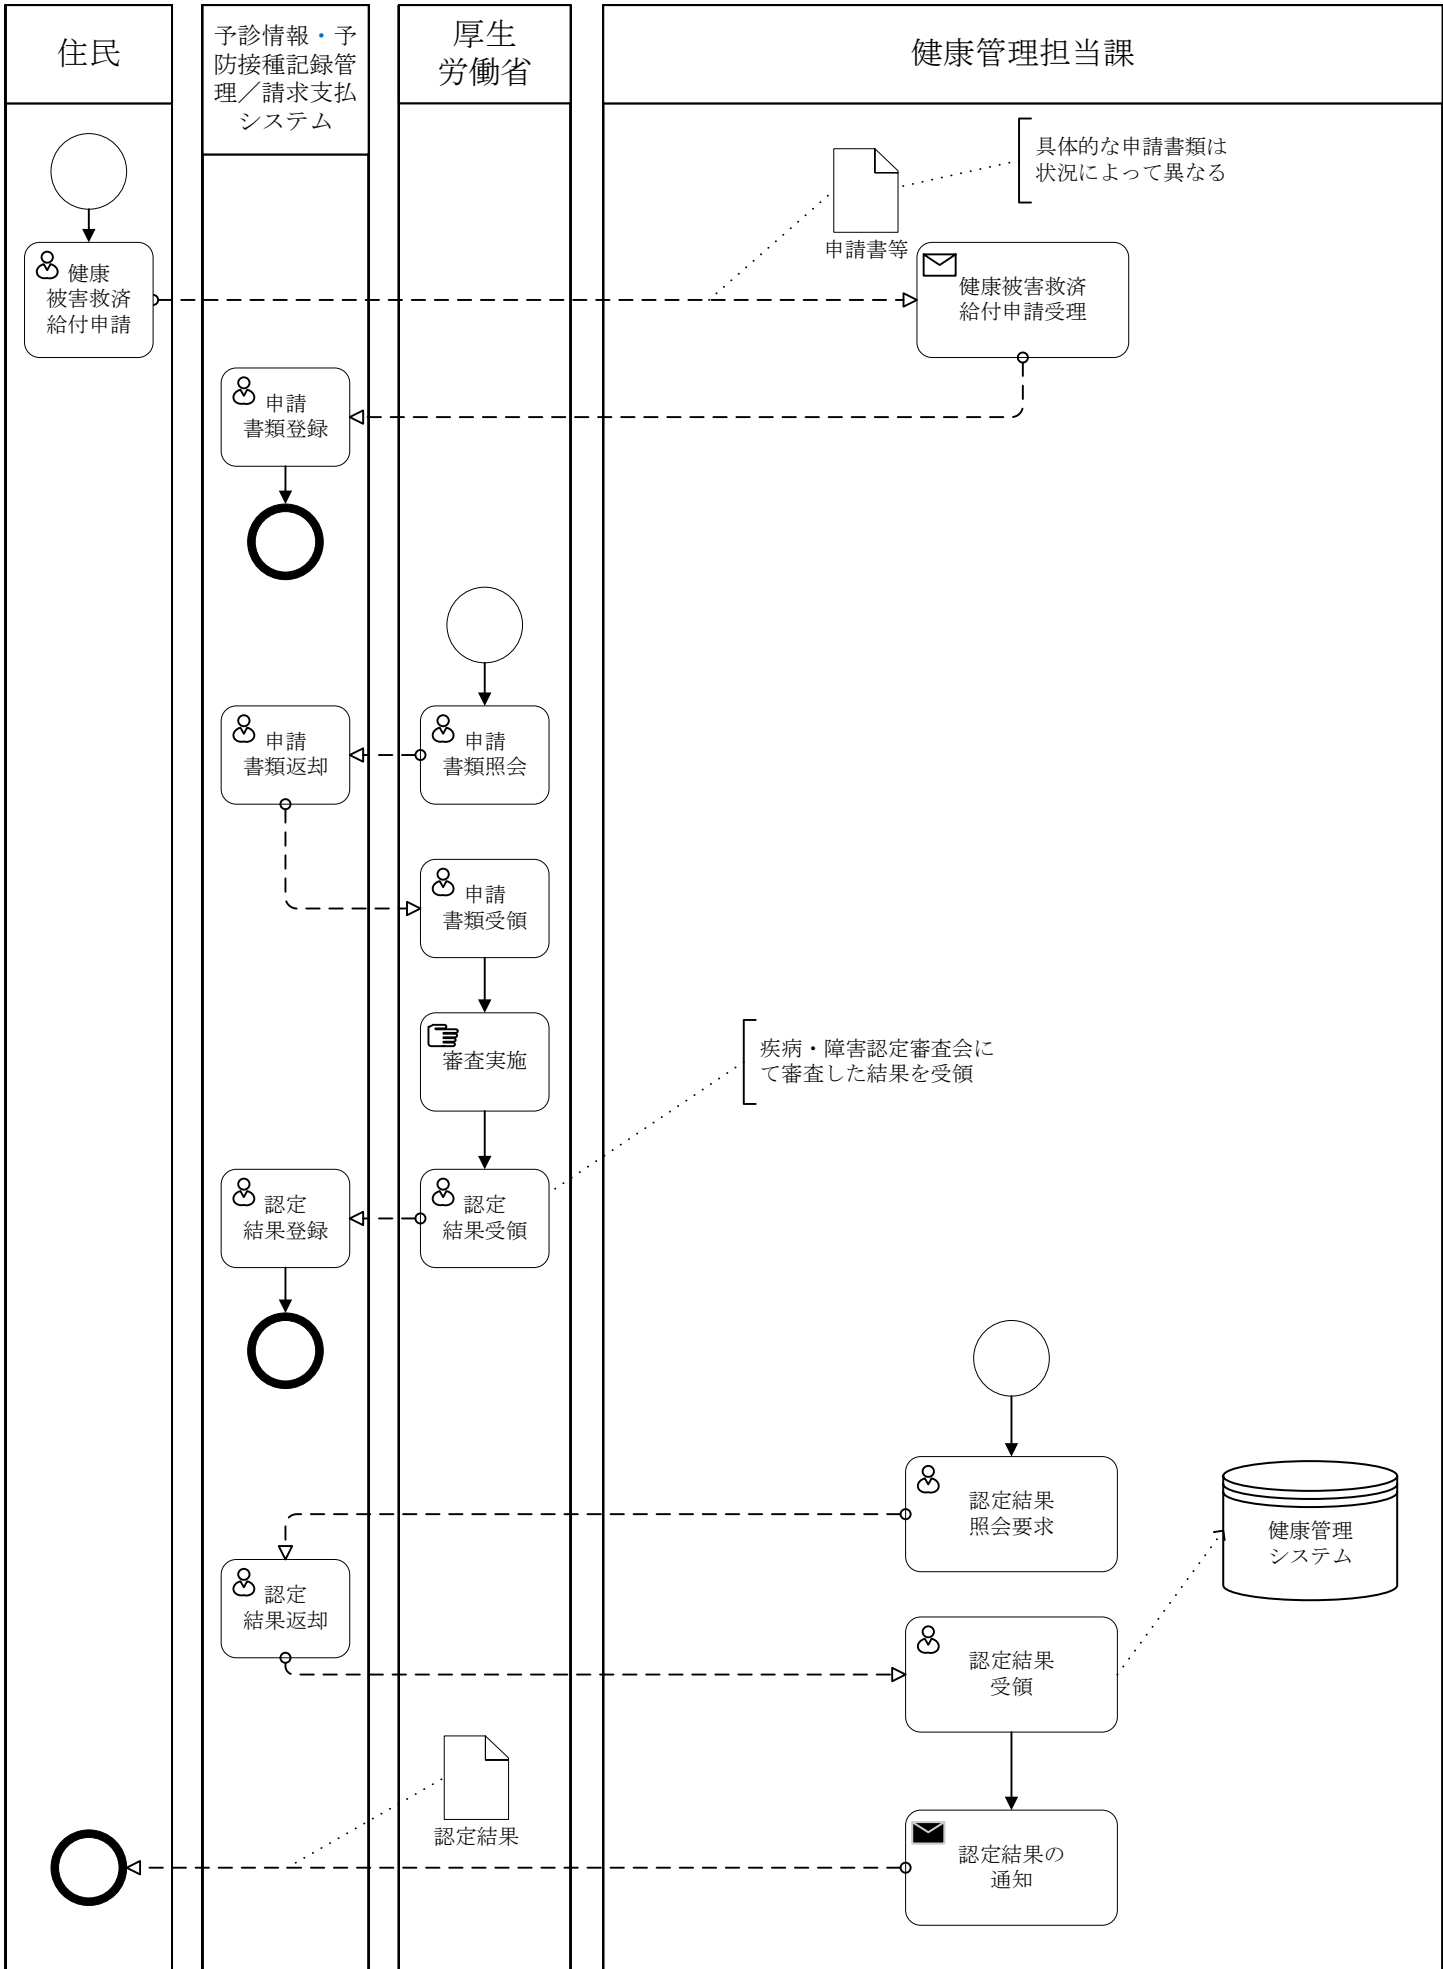 住民
予診情報・予
防接種記録管
理／請求支払
システム
厚生
労働省
健康管理担当課
具体的な申請書類は
状況によって異なる
申請書等
健康
被害救済
給付申請
健康被害救済
給付申請受理
申請
書類登録
申請
書類返却
申請
書類照会
申請
書類受領
審査実施
疾病・障害認定審査会に
て審査した結果を受領
認定
結果登録
認定
結果受領
認定結果
照会要求
健康管理
システム
認定
結果返却
認定結果
受領
認定結果
認定結果の
通知